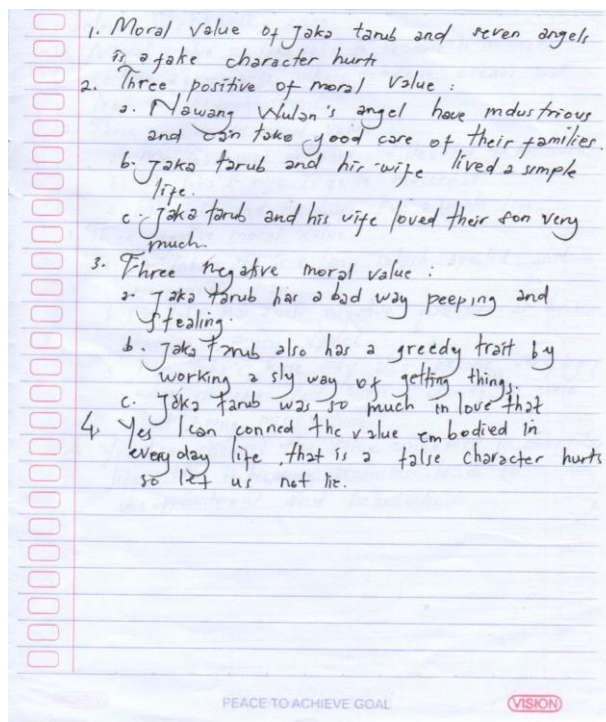 1. Moral value of Jaka tarub and seven angels
is a fake character hurts
2. Three positive of moral value :
a. Nawang Wulan's angel have industrious
and can take good care of their families.
b. Jaka tarub and his wife lived a simple
life.
c. Jaka tarub and his wife loved their son very
much.
3. Three negative moral value :
a. Jaka tarub has a bad way peeping and
stealing.
b. Jaka tarub also has a greedy trait by
working a sly way of getting things.
c. Jaka tarub was so much in love that
4. Yes I can conned the value embodied in
every day life, that is a false character hurts
so let us not lie.
PEACE TO ACHIEVE GOAL
VISION